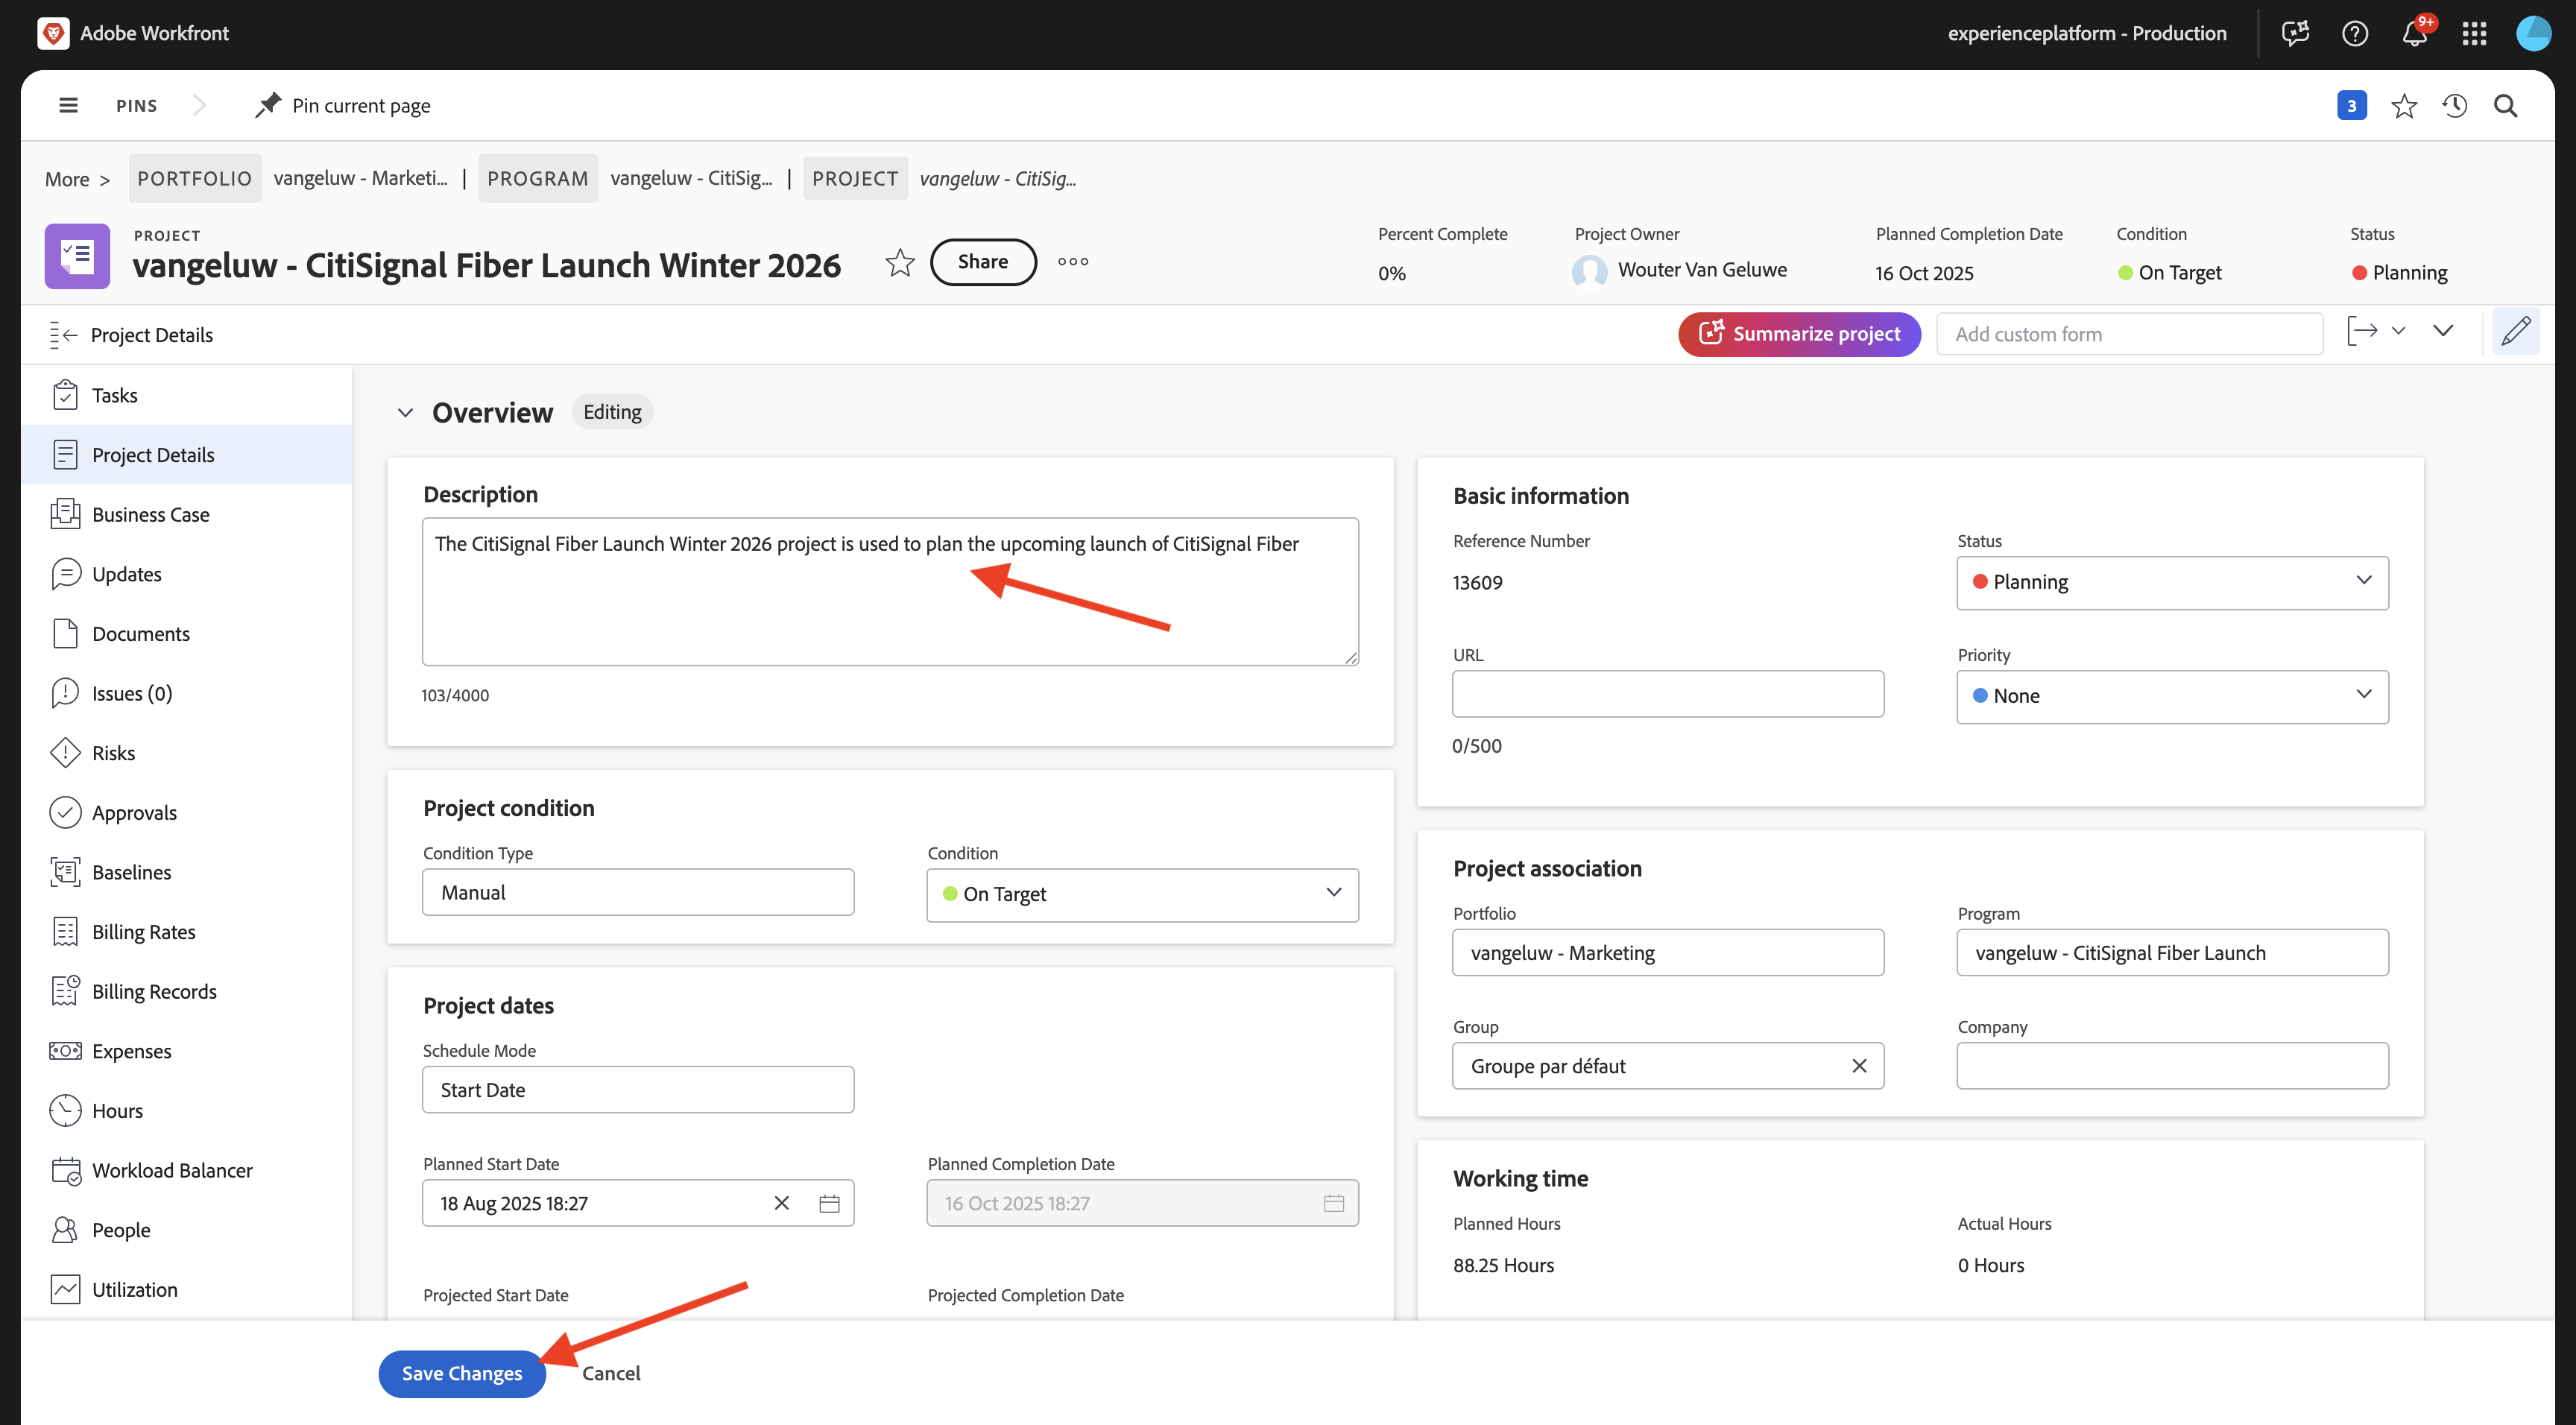 Adobe Workfront
experienceplatform - Production
9+
PINS
Pin current page
3
More >
PORTFOLIO
vangeluw - Marketi...
|
PROGRAM
vangeluw - CitiSig...
|
PROJECT
vangeluw - CitiSig...
PROJECT
vangeluw - CitiSignal Fiber Launch Winter 2026
Share
Percent Complete
0%
Project Owner
Wouter Van Geluwe
Planned Completion Date
16 Oct 2025
Condition
On Target
Status
Planning
Project Details
Summarize project
Add custom form
Tasks
Project Details
Business Case
Updates
Documents
Issues (0)
Risks
Approvals
Baselines
Billing Rates
Billing Records
Expenses
Hours
Workload Balancer
People
Utilization
Overview
Editing
Description
The CitiSignal Fiber Launch Winter 2026 project is used to plan the upcoming launch of CitiSignal Fiber
103/4000
Project condition
Condition Type
Manual
Condition
On Target
Project dates
Schedule Mode
Start Date
Planned Start Date
18 Aug 2025 18:27
Planned Completion Date
16 Oct 2025 18:27
Projected Start Date
Projected Completion Date
Basic information
Reference Number
13609
Status
Planning
URL
0/500
Priority
None
Project association
Portfolio
vangeluw - Marketing
Program
vangeluw - CitiSignal Fiber Launch
Group
Groupe par défaut
Company
Working time
Planned Hours
88.25 Hours
Actual Hours
0 Hours
Save Changes
Cancel